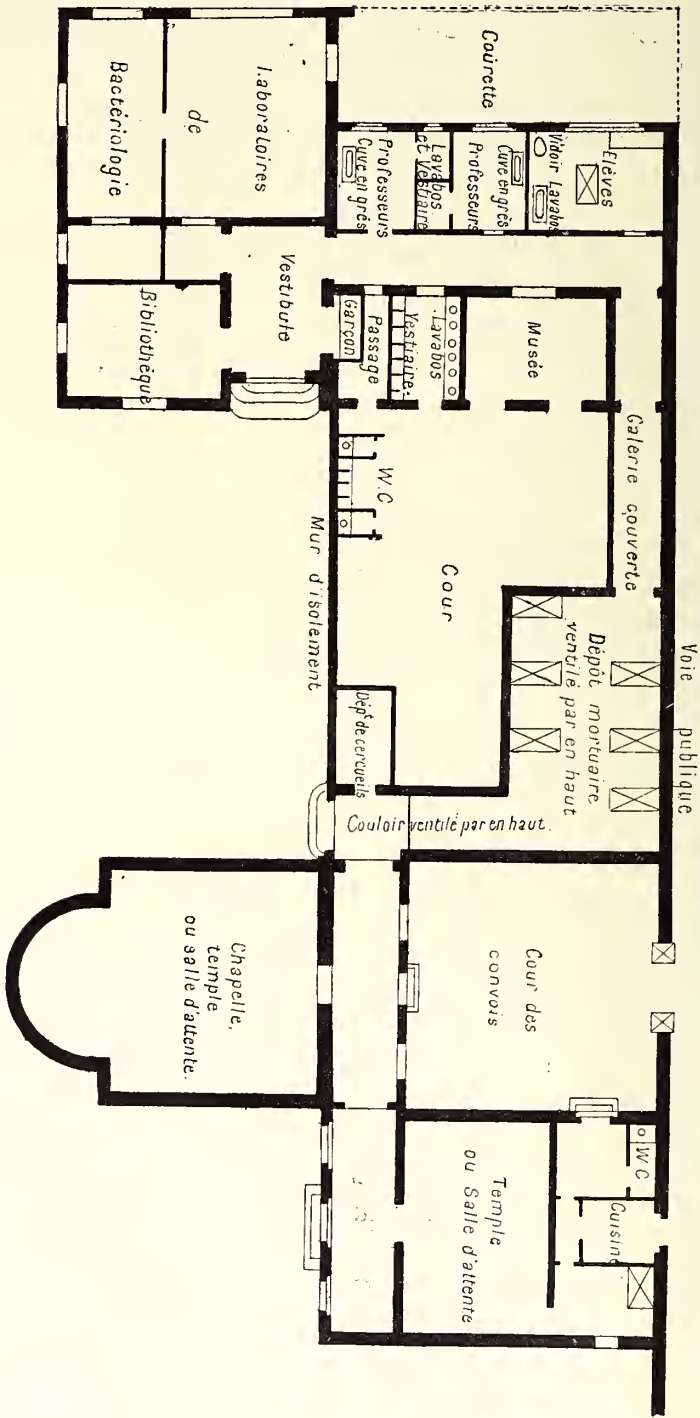 Courette
Laboratoires
de
Bactériologie
Professeurs
Cuve en grès
Lavabos
et Vestiaire
Cuve en grès
Professeurs
Elèves
Vidoir Lavabos
Vestibule
Bibliothèque
Garçon
Passage
Vestiaire
Lavabos
Musée
Galerie couverte
W.C
Cour
Mur d'isolement
Voie publique
Dépôt mortuaire
ventilé par en haut
Dépt de cercueils
Couloir ventilé par en haut.
Chapelle,
temple
ou salle d'attente.
Cour des
convois
Temple
ou Salle d'attente
WC
Cuisine